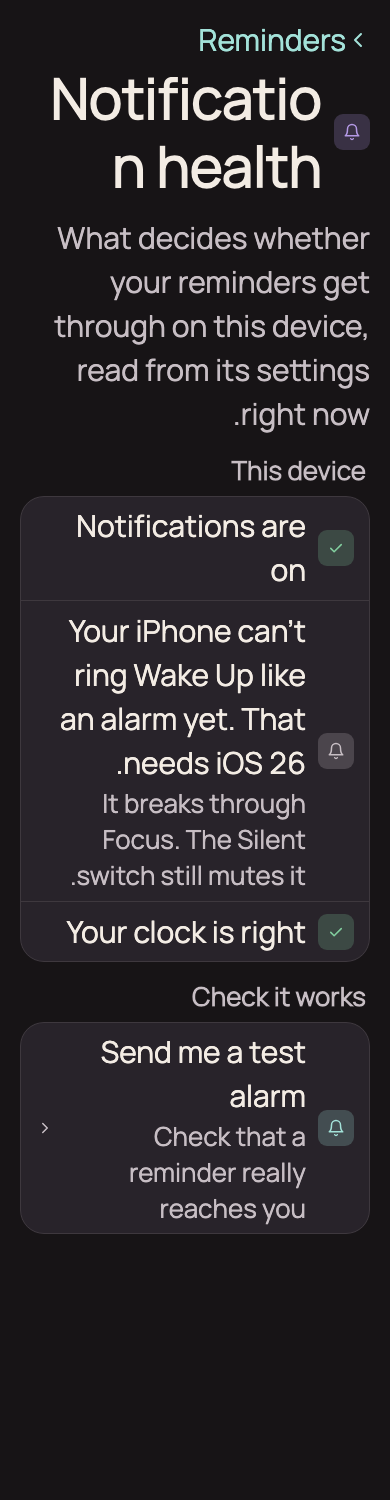 Reminders
Notificatio
n health
What decides whether
your reminders get
through on this device,
read from its settings
.right now
This device
Notifications are
on
Your iPhone can't
ring Wake Up like
an alarm yet. That
.needs iOS 26
It breaks through
Focus. The Silent
.switch still mutes it
Your clock is right
Check it works
Send me a test
alarm
Check that a
reminder really
reaches you